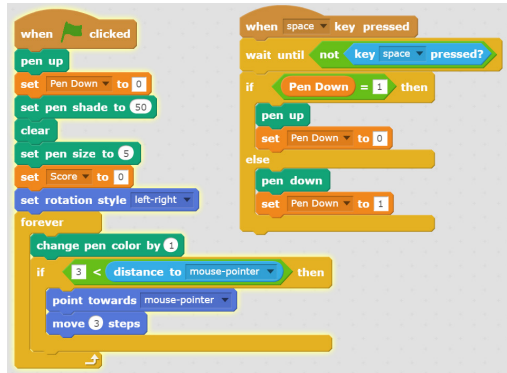 when clicked
pen up
set Pen Down to 0
set pen shade to 50
clear
set pen size to 5
set Score to 0
set rotation style left-right
forever
change pen color by 1
if 3 < distance to mouse-pointer then
point towards mouse-pointer
move 3 steps
when space key pressed
wait until not key space pressed?
if Pen Down = 1 then
pen up
set Pen Down to 0
else
pen down
set Pen Down to 1